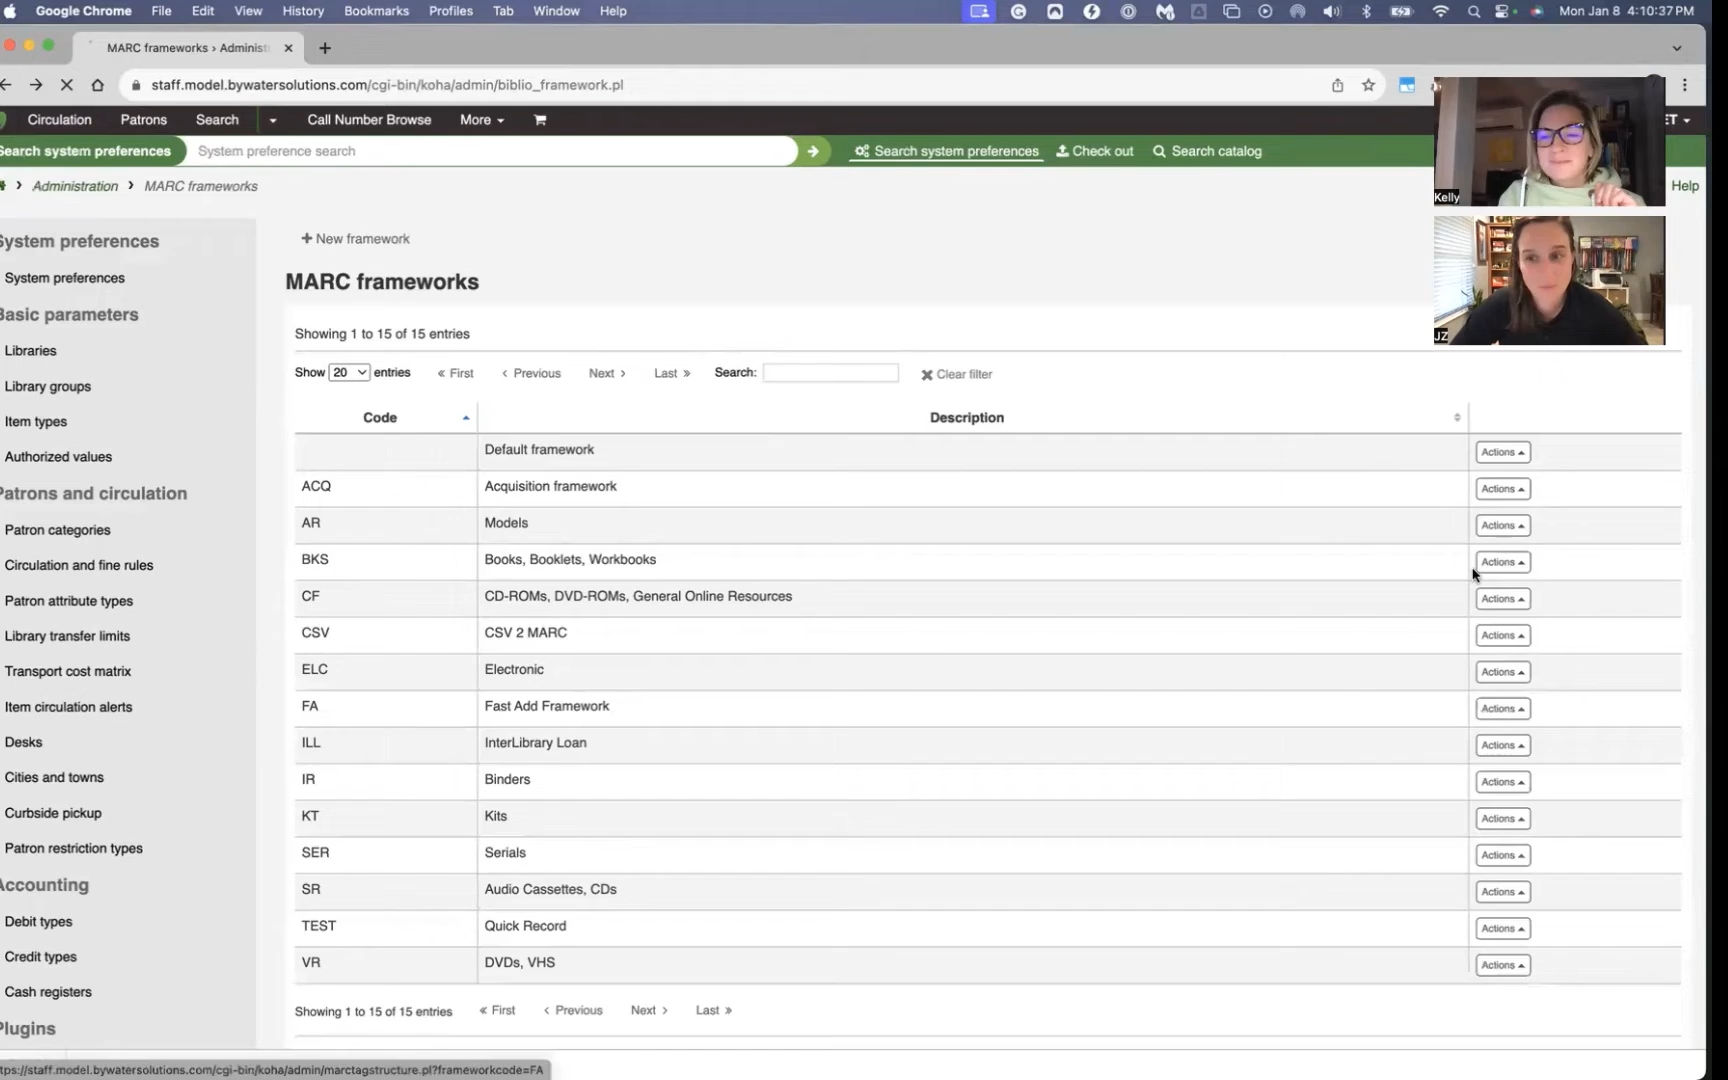 Google Chrome File Edit View History Bookmarks Profiles Tab Window Help Mon Jan 8 4:10:37 PM
MARC frameworks › Administ
staff.model.bywatersolutions.com/cgi-bin/koha/admin/biblio_framework.pl
Circulation Patrons Search Call Number Browse More ET
Search system preferences System preference search Search system preferences Check out Search catalog
Kelly
Administration › MARC frameworks Help
System preferences
System preferences
Basic parameters
Libraries
Library groups
Item types
Authorized values
Patrons and circulation
Patron categories
Circulation and fine rules
Patron attribute types
Library transfer limits
Transport cost matrix
Item circulation alerts
Desks
Cities and towns
Curbside pickup
Patron restriction types
Accounting
Debit types
Credit types
Cash registers
Plugins
+ New framework
MARC frameworks
JZ
Showing 1 to 15 of 15 entries
Show 20 entries « First ‹ Previous Next › Last » Search: Clear filter
Code Description
Default framework Actions
ACQ Acquisition framework Actions
AR Models Actions
BKS Books, Booklets, Workbooks Actions
CF CD-ROMs, DVD-ROMs, General Online Resources Actions
CSV CSV 2 MARC Actions
ELC Electronic Actions
FA Fast Add Framework Actions
ILL InterLibrary Loan Actions
IR Binders Actions
KT Kits Actions
SER Serials Actions
SR Audio Cassettes, CDs Actions
TEST Quick Record Actions
VR DVDs, VHS Actions
Showing 1 to 15 of 15 entries « First ‹ Previous Next › Last »
tps://staff.model.bywatersolutions.com/cgi-bin/koha/admin/marctagstructure.pl?frameworkcode=FA